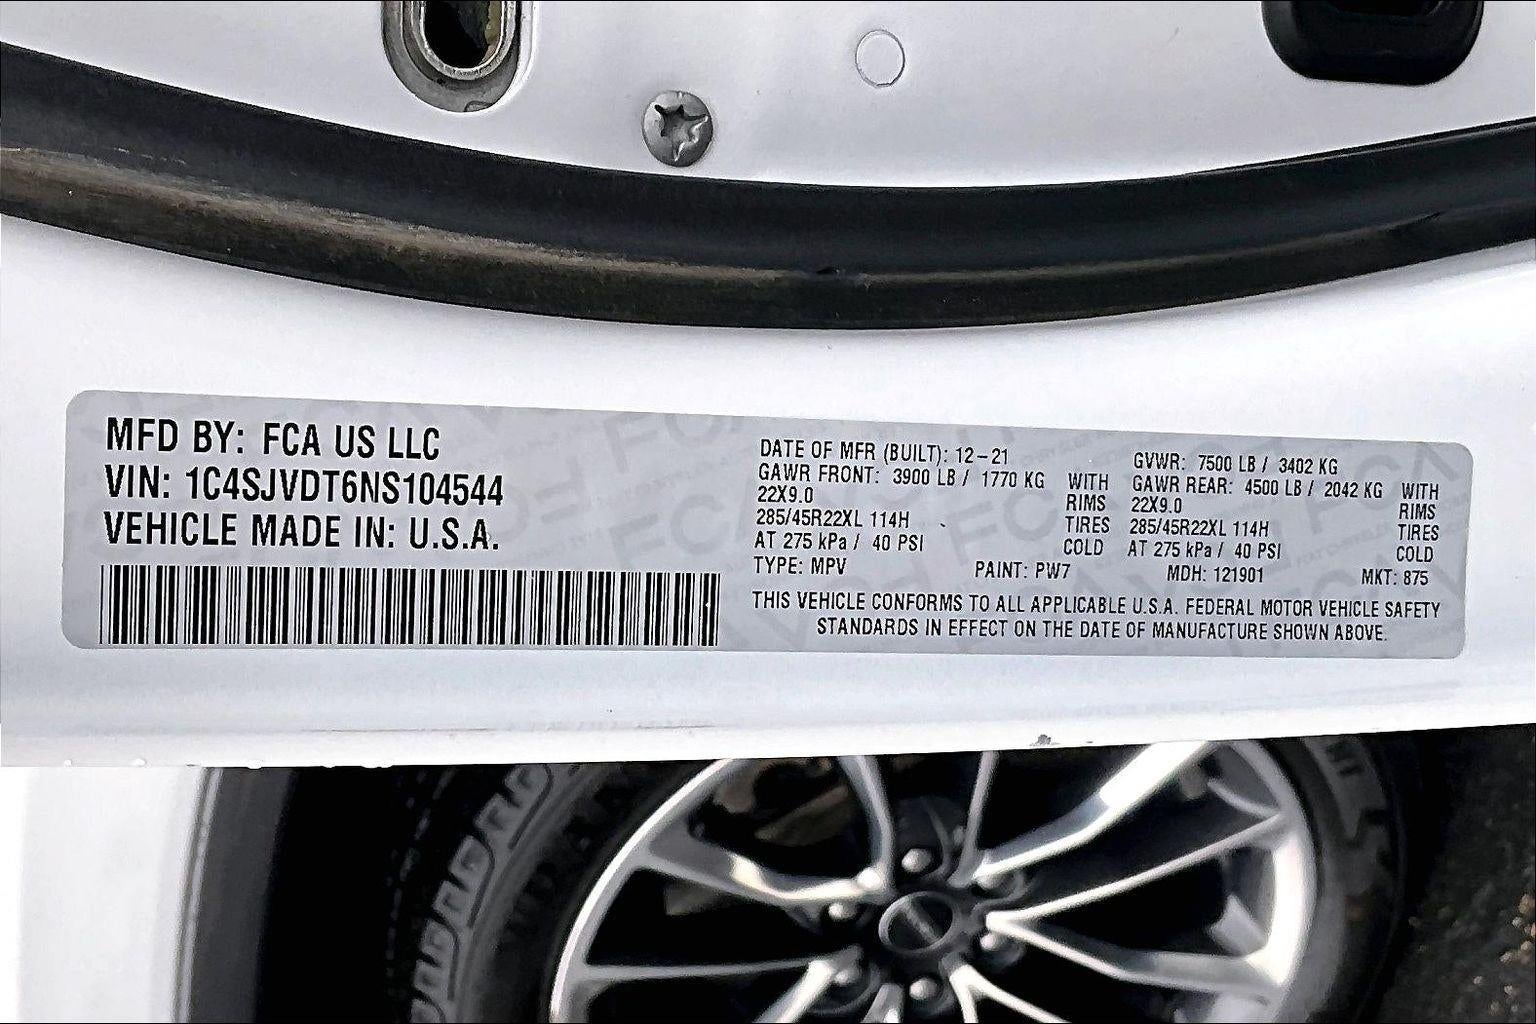 MFD BY: FCA US LLC
VIN: 1C4SJVDT6NS104544
VEHICLE MADE IN: U.S.A.
DATE OF MFR (BUILT): 12-21
GAWR FRONT: 3900 LB / 1770 KG WITH
22X9.0 RIMS
285/45R22XL 114H TIRES
AT 275 kPa / 40 PSI COLD
GVWR: 7500 LB / 3402 KG
GAWR REAR: 4500 LB / 2042 KG WITH
22X9.0 RIMS
285/45R22XL 114H TIRES
AT 275 kPa / 40 PSI COLD
TYPE: MPV PAINT: PW7 MDH: 121901 MKT: 875
THIS VEHICLE CONFORMS TO ALL APPLICABLE U.S.A. FEDERAL MOTOR VEHICLE SAFETY
STANDARDS IN EFFECT ON THE DATE OF MANUFACTURE SHOWN ABOVE.